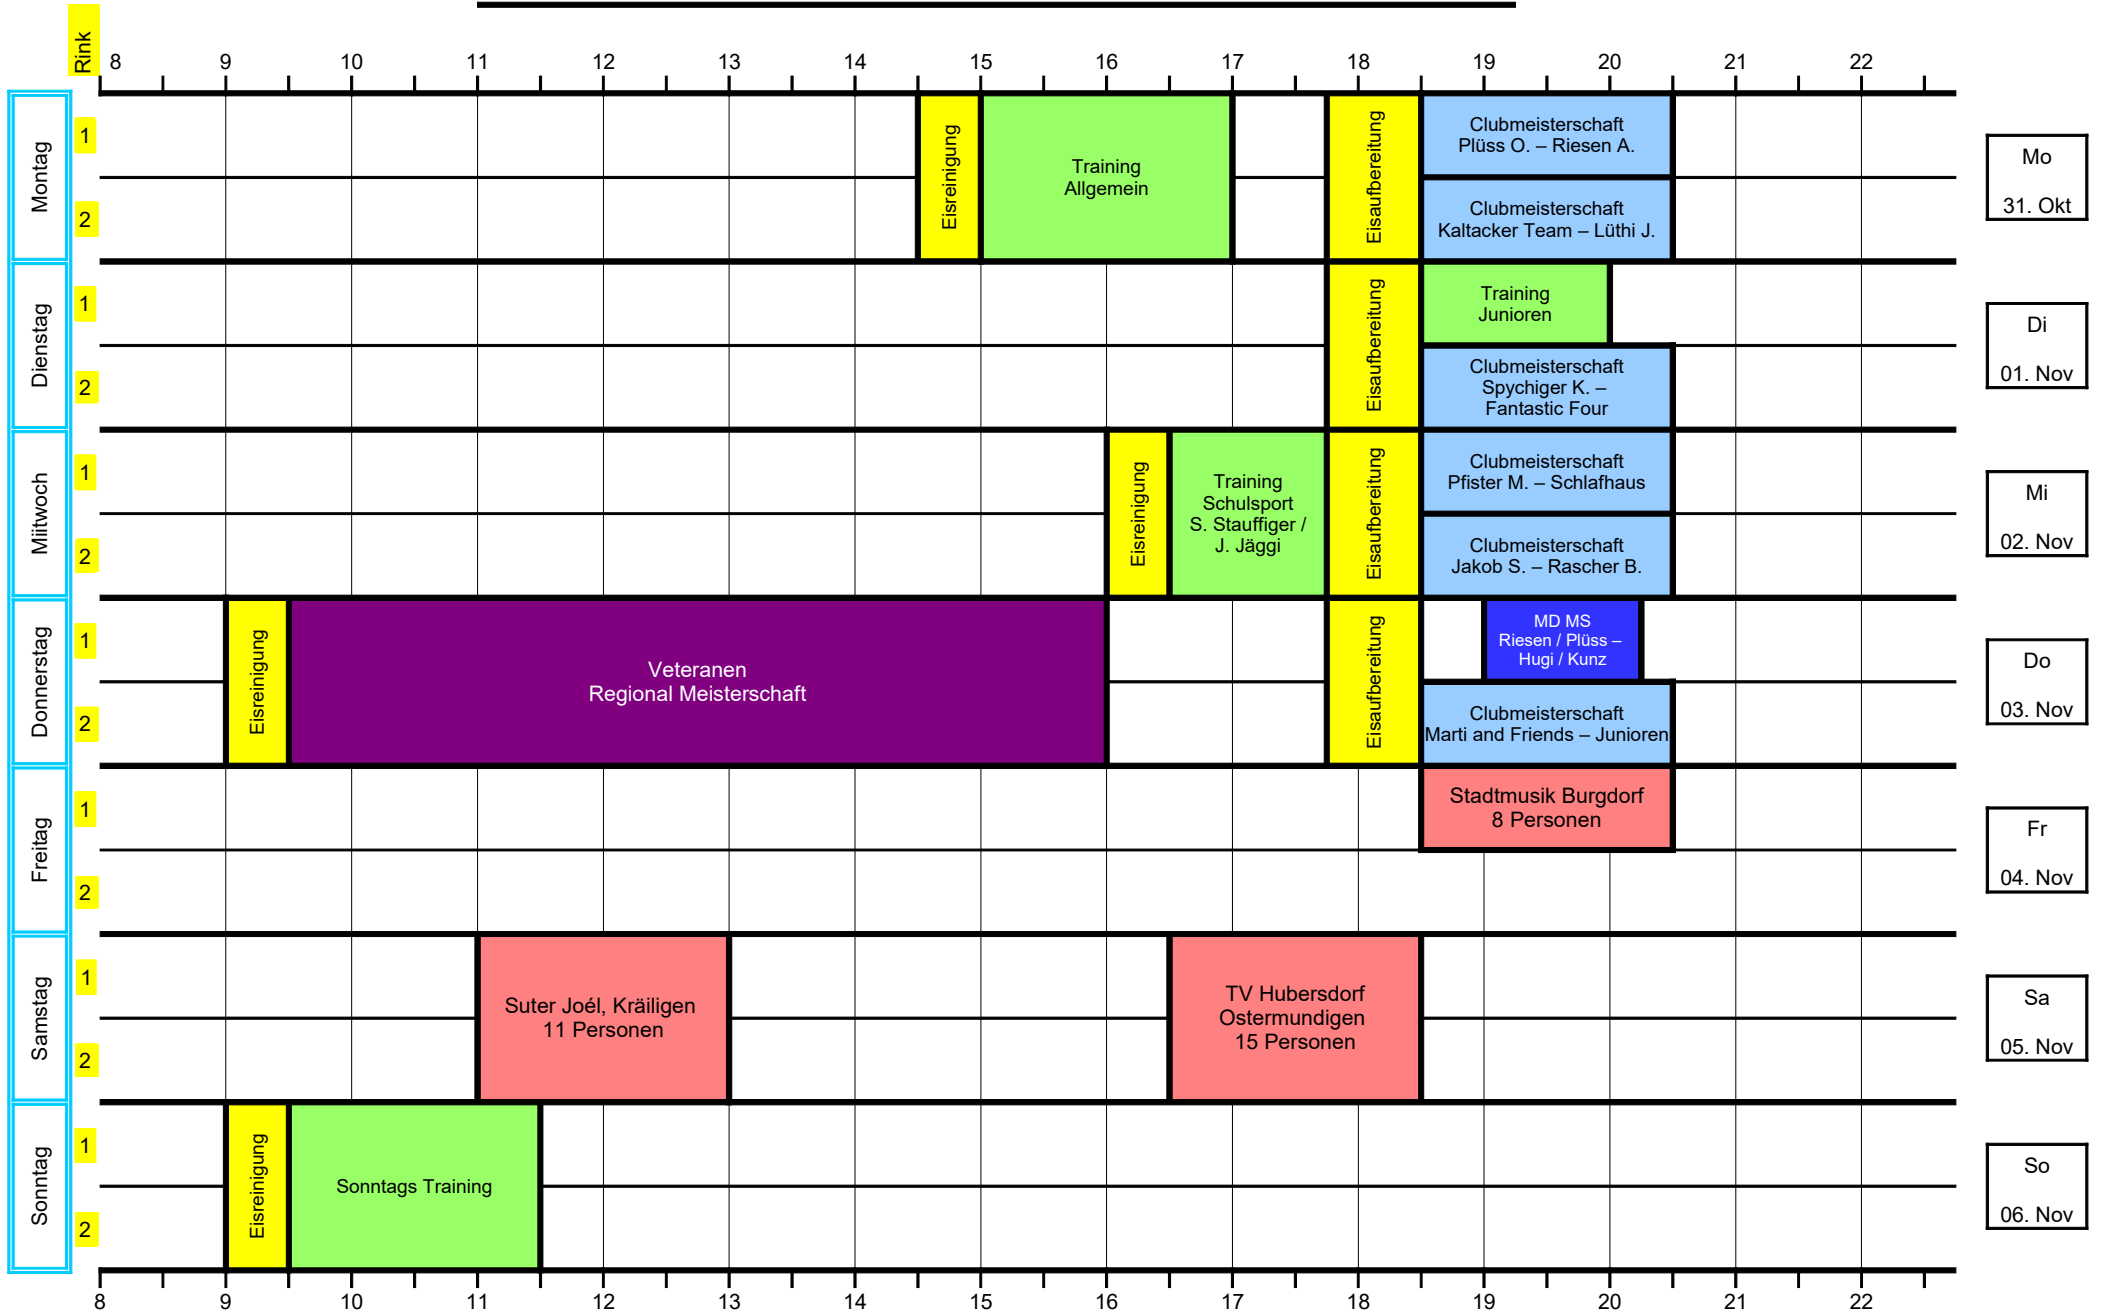 Rink
8 9 10 11 12 13 14 15 16 17 18 19 20 21 22
Montag
1
2
Eisreinigung
Training
Allgemein
Eisaufbereitung
Clubmeisterschaft
Plüss O. – Riesen A.
Clubmeisterschaft
Kaltacker Team – Lüthi J.
Mo
31. Okt
Dienstag
1
2
Eisaufbereitung
Training
Junioren
Clubmeisterschaft
Spychiger K. –
Fantastic Four
Di
01. Nov
Mittwoch
1
2
Eisreinigung
Training
Schulsport
S. Stauffiger /
J. Jäggi
Eisaufbereitung
Clubmeisterschaft
Pfister M. – Schlafhaus
Clubmeisterschaft
Jakob S. – Rascher B.
Mi
02. Nov
Donnerstag
1
2
Eisreinigung
Veteranen
Regional Meisterschaft
Eisaufbereitung
MD MS
Riesen / Plüss –
Hugi / Kunz
Clubmeisterschaft
Marti and Friends – Junioren
Do
03. Nov
Freitag
1
2
Stadtmusik Burgdorf
8 Personen
Fr
04. Nov
Samstag
1
2
Suter Joél, Kräiligen
11 Personen
TV Hubersdorf
Ostermundigen
15 Personen
Sa
05. Nov
Sonntag
1
2
Eisreinigung
Sonntags Training
So
06. Nov
8 9 10 11 12 13 14 15 16 17 18 19 20 21 22